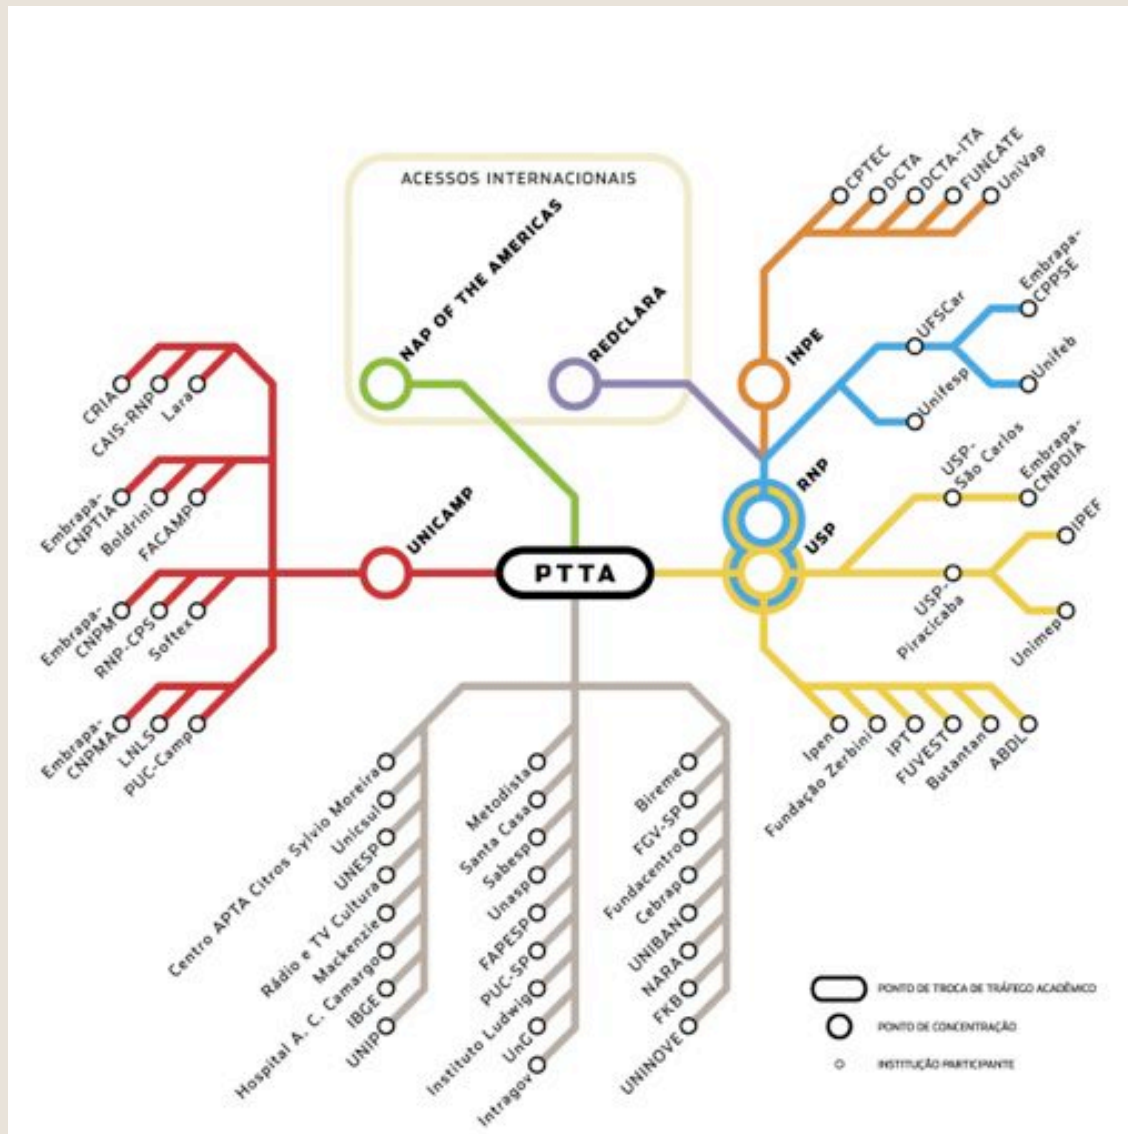 ACESSOS INTERNACIONAIS
NAP OF THE AMERICAS
REDCLARA
CPTEC
DCTA
DCTA-ITA
FUNCATE
UniVap
INPE
UFSCar
Embrapa-
CPPSE
Unifeb
Unifesp
CRIA
CAIS-RNP
Lara
Embrapa-
CNPTIA
Boldrini
FACAMP
UNICAMP
PTTA
RNP
USP
USP-
São Carlos
Embrapa-
CNPDIA
USP-
Piracicaba
IPEF
Unimep
Embrapa-
CNPM
RNP-CPS
Softex
Embrapa-
CNPMA
LNLS
PUC-Camp
Ipen
Fundação Zerbini
IPT
FUVEST
Butantan
ABDL
Centro APTA Citros Sylvio Moreira
Unicsul
UNESP
Rádio e TV Cultura
Mackenzie
Hospital A. C. Camargo
IBGE
UNIP
Metodista
Santa Casa
Sabesp
Unasp
FAPESP
PUC-SP
Instituto Ludwig
UnG
Intragov
Bireme
FGV-SP
Fundacentro
Cebrap
UNIBAN
NARA
FKB
UNINOVE
PONTO DE TROCA DE TRÁFEGO ACADÊMICO
PONTO DE CONCENTRAÇÃO
INSTITUIÇÃO PARTICIPANTE